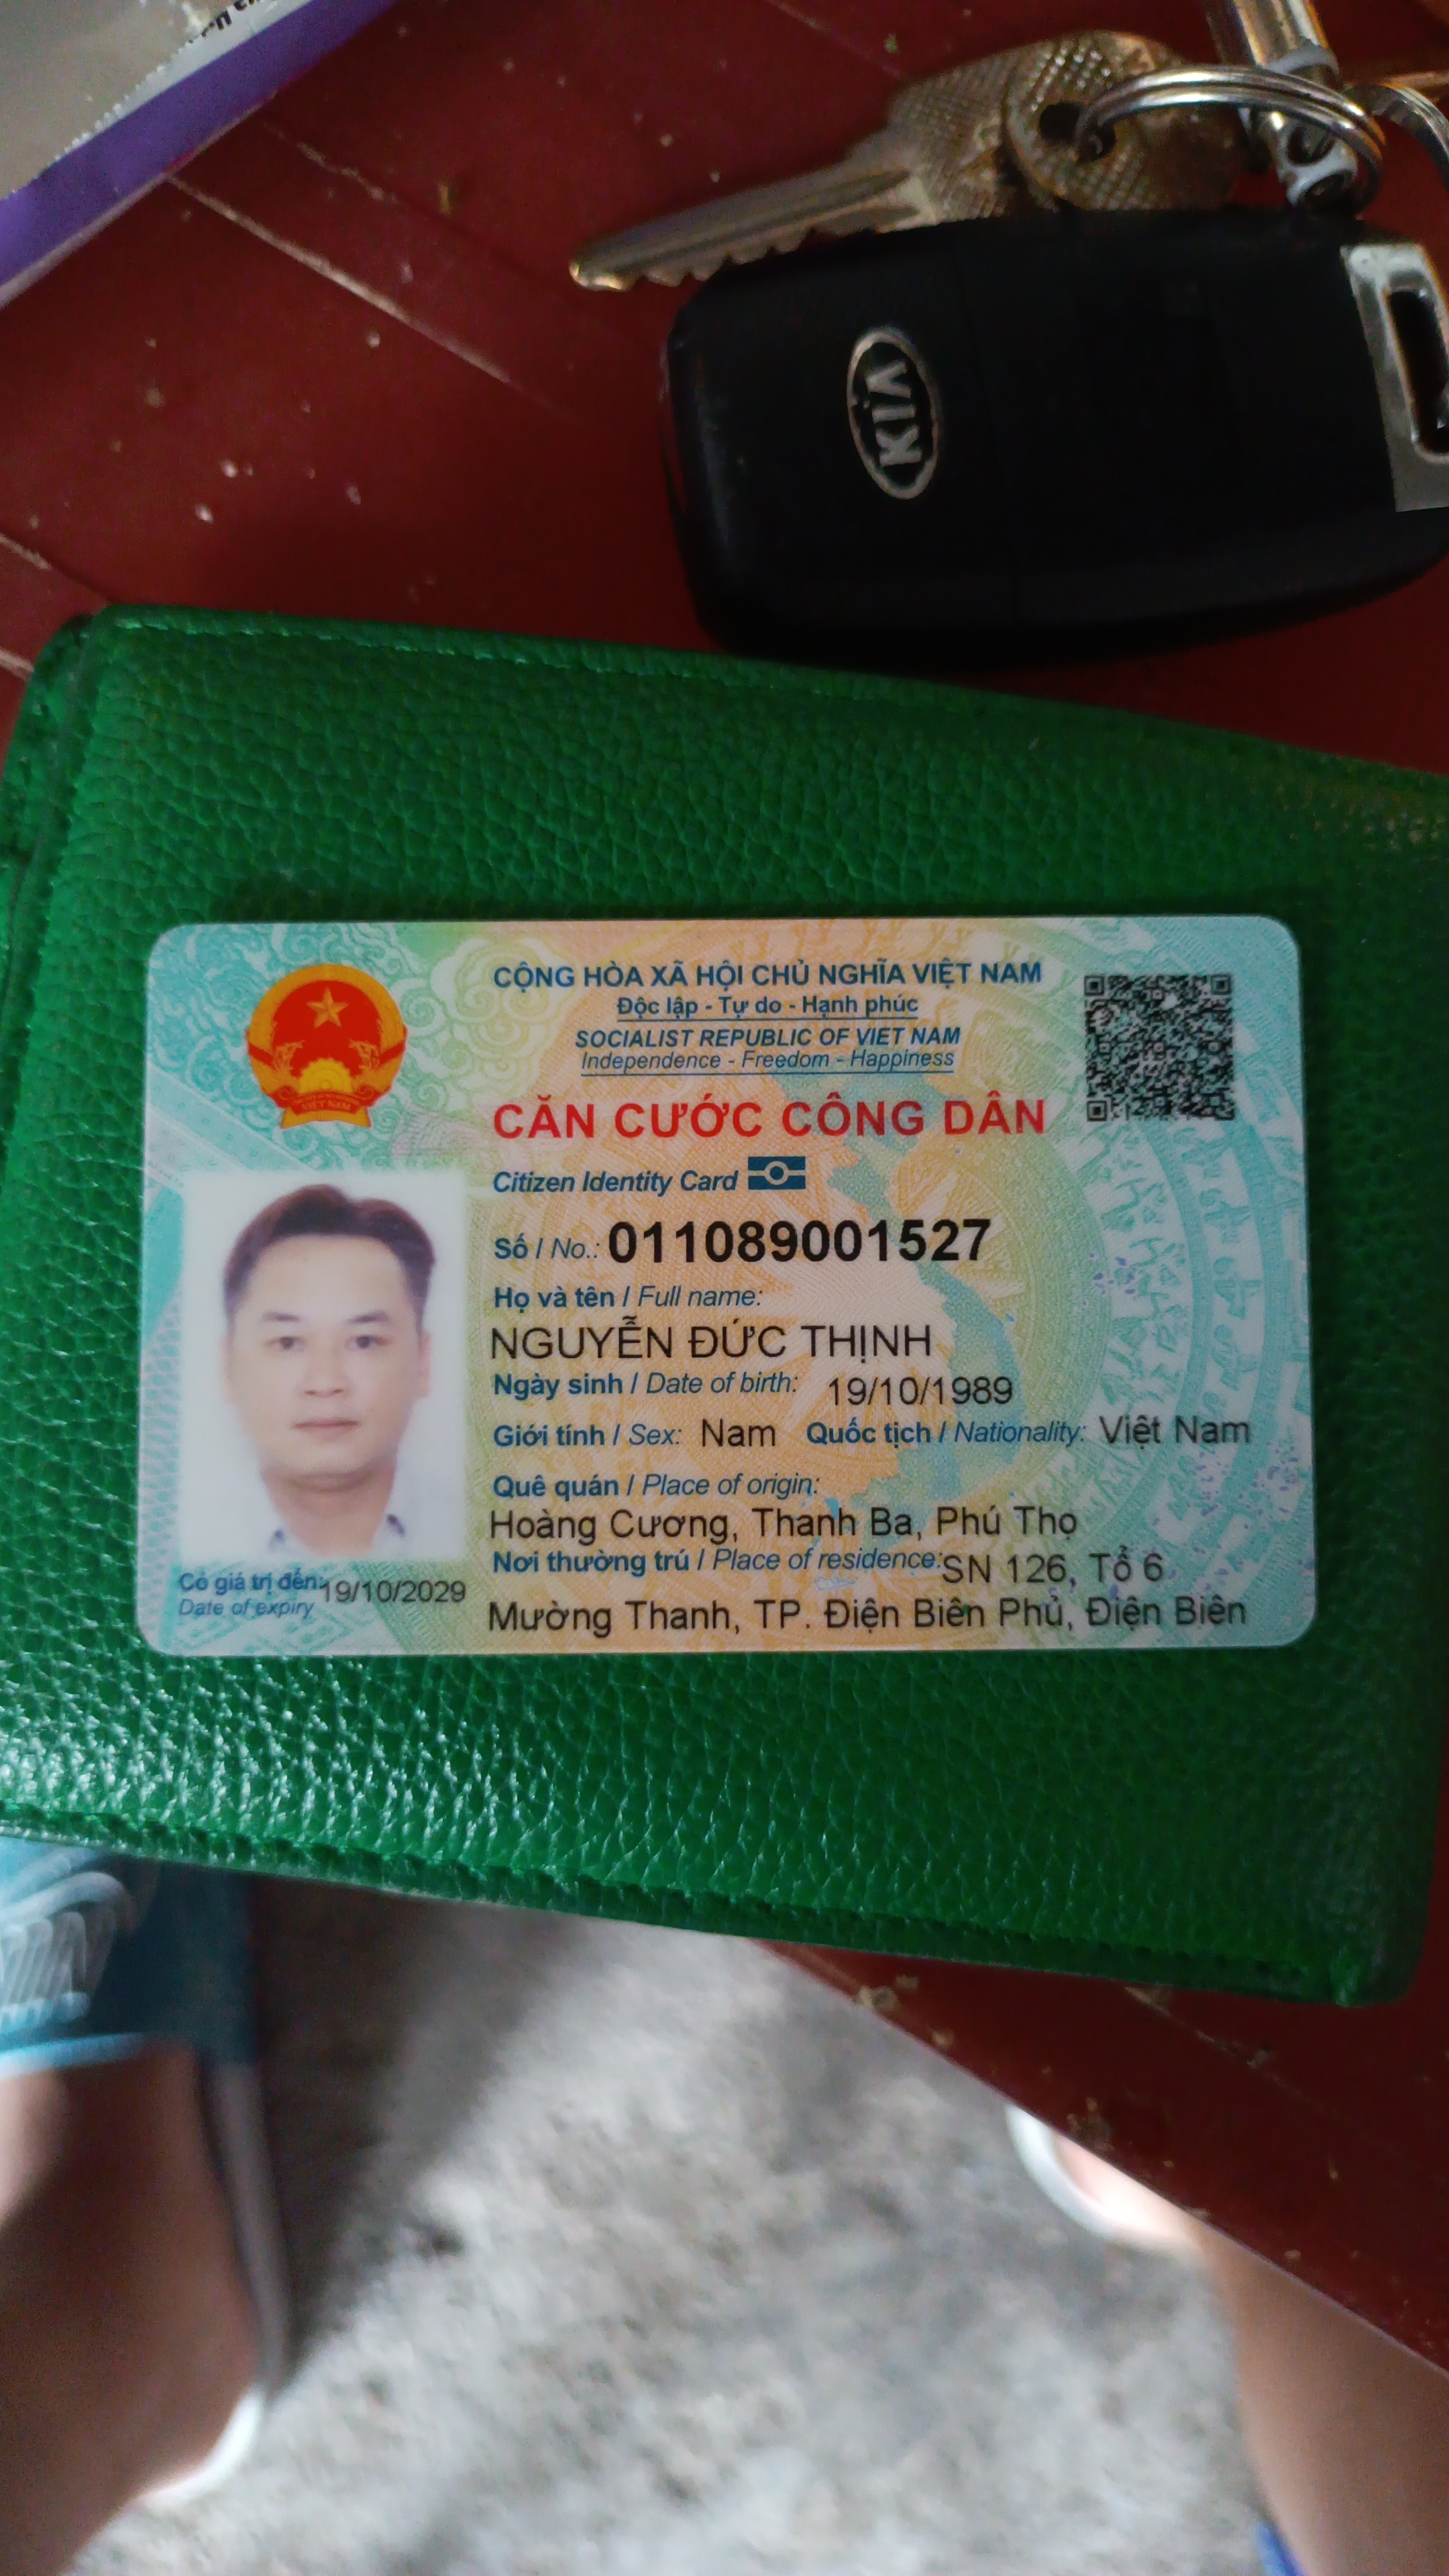 KIA
CỘNG HÒA XÃ HỘI CHỦ NGHĨA VIỆT NAM
Độc lập - Tự do - Hạnh phúc
SOCIALIST REPUBLIC OF VIET NAM
Independence - Freedom - Happiness
CĂN CƯỚC CÔNG DÂN
Citizen Identity Card
Số / No.: 011089001527
Họ và tên / Full name:
NGUYỄN ĐỨC THỊNH
Ngày sinh / Date of birth: 19/10/1989
Giới tính / Sex: Nam Quốc tịch / Nationality: Việt Nam
Quê quán / Place of origin:
Hoàng Cương, Thanh Ba, Phú Thọ
Nơi thường trú / Place of residence: SN 126, Tổ 6
Mường Thanh, TP. Điện Biên Phủ, Điện Biên
Có giá trị đến: 19/10/2029
Date of expiry
VIỆT NAM